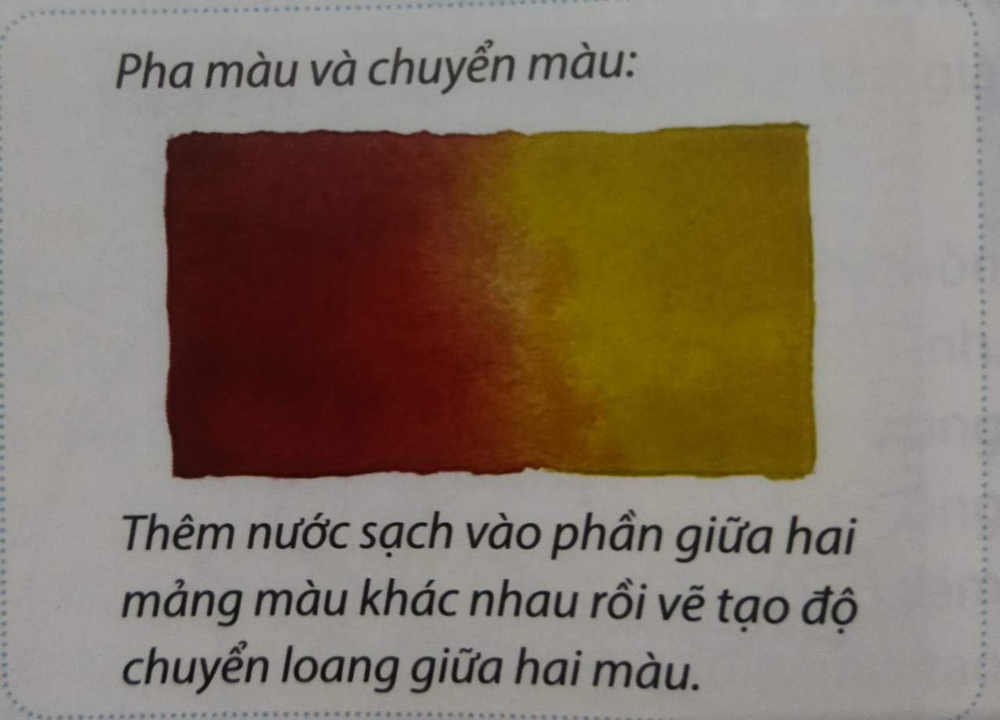 Pha màu và chuyển màu:
Thêm nước sạch vào phần giữa hai
mảng màu khác nhau rồi vẽ tạo độ
chuyển loang giữa hai màu.